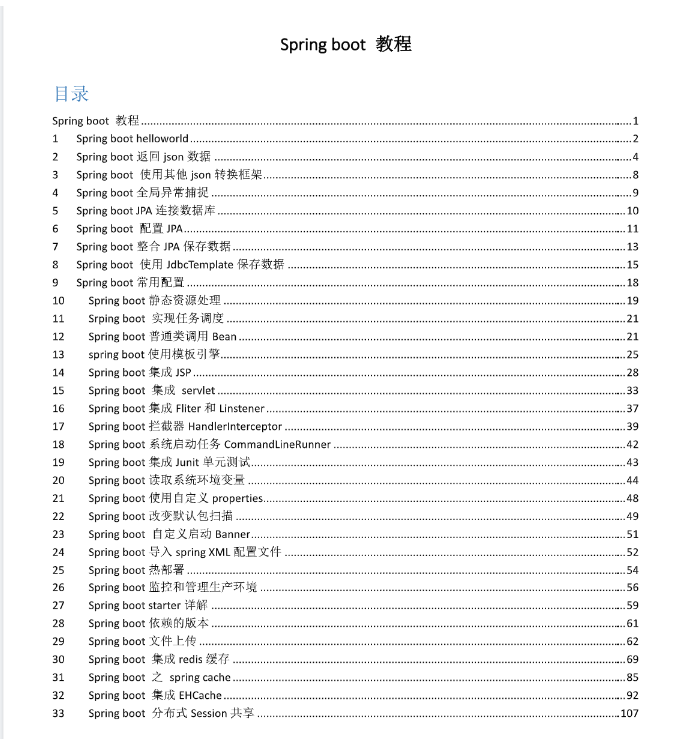 Spring boot 教程
目录
Spring boot 教程 1
1 Spring boot helloworld 2
2 Spring boot 返回 json 数据 4
3 Spring boot 使用其他 json 转换框架 8
4 Spring boot 全局异常捕捉 9
5 Spring boot JPA 连接数据库 10
6 Spring boot 配置 JPA 11
7 Spring boot 整合 JPA 保存数据 13
8 Spring boot 使用 JdbcTemplate 保存数据 15
9 Spring boot 常用配置 18
10 Spring boot 静态资源处理 19
11 Srping boot 实现任务调度 21
12 Spring boot 普通类调用 Bean 21
13 spring boot 使用模板引擎 25
14 Spring boot 集成 JSP 28
15 Spring boot 集成 servlet 33
16 Spring boot 集成 Fliter 和 Linstener 37
17 Spring boot 拦截器 HandlerInterceptor 39
18 Spring boot 系统启动任务 CommandLineRunner 42
19 Spring boot 集成 Junit 单元测试 43
20 Spring boot 读取系统环境变量 44
21 Spring boot 使用自定义 properties 48
22 Spring boot 改变默认包扫描 49
23 Spring boot 自定义启动 Banner 51
24 Spring boot 导入 spring XML 配置文件 52
25 Spring boot 热部署 54
26 Spring boot 监控和管理生产环境 56
27 Spring boot starter 详解 59
28 Spring boot 依赖的版本 61
29 Spring boot 文件上传 62
30 Spring boot 集成 redis 缓存 69
31 Spring boot 之 spring cache 85
32 Spring boot 集成 EHCache 92
33 Spring boot 分布式 Session 共享 107